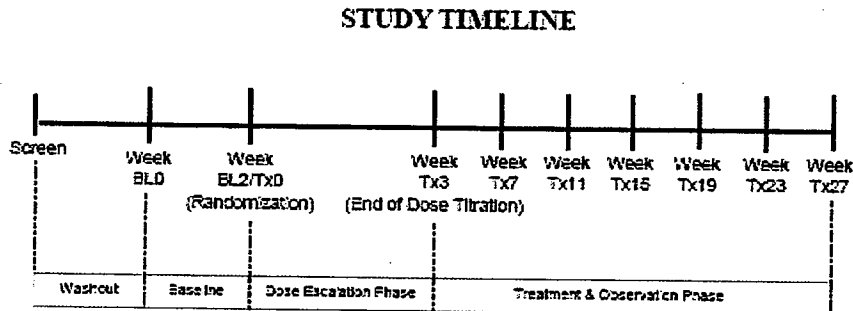 STUDY TIMELINE
Screen
Week BL0
Week BL2/Tx0 (Randomization)
Week Tx3 (End of Dose Titration)
Week Tx7
Week Tx11
Week Tx15
Week Tx19
Week Tx23
Week Tx27
Washout
Baseline
Dose Escalation Phase
Treatment & Observation Phase